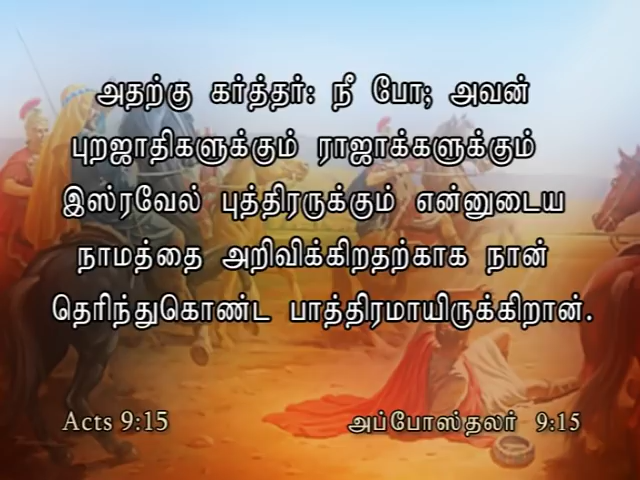 அதற்கு கர்த்தர்: நீ போ; அவன்
புறஜாதிகளுக்கும் ராஜாக்களுக்கும்
இஸ்ரவேல் புத்திரருக்கும் என்னுடைய
நாமத்தை அறிவிக்கிறதற்காக நான்
தெரிந்துகொண்ட பாத்திரமாயிருக்கிறான்.
Acts 9:15 அப்போஸ்தலர் 9:15